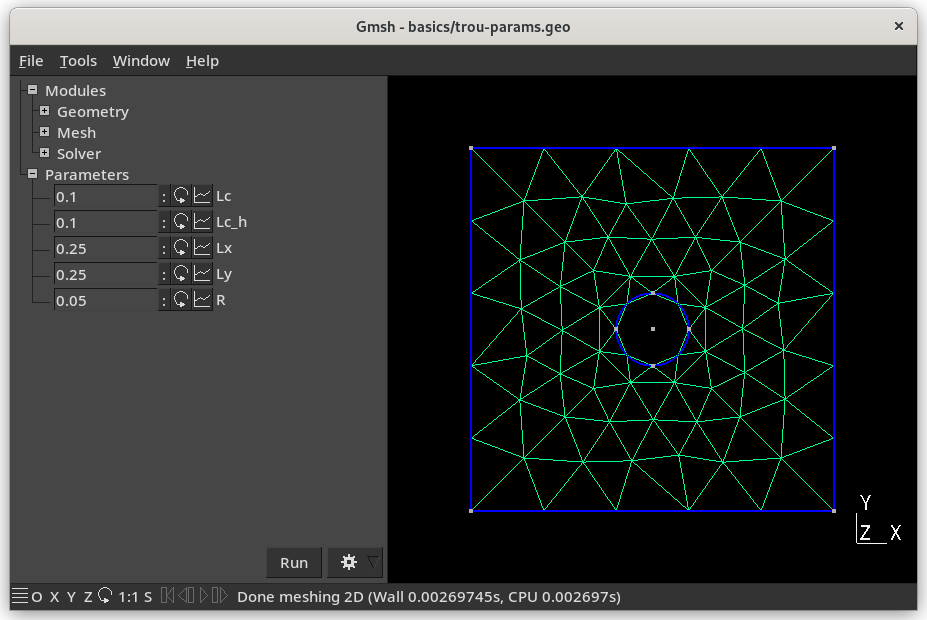 Gmsh - basics/trou-params.geo ×
File Tools Window Help
Modules
Geometry
Mesh
Solver
Parameters
0.1 : Lc
0.1 : Lc_h
0.25 : Lx
0.25 : Ly
0.05 : R
Y
Z X
Run
O X Y Z 1:1 S Done meshing 2D (Wall 0.00269745s, CPU 0.002697s)